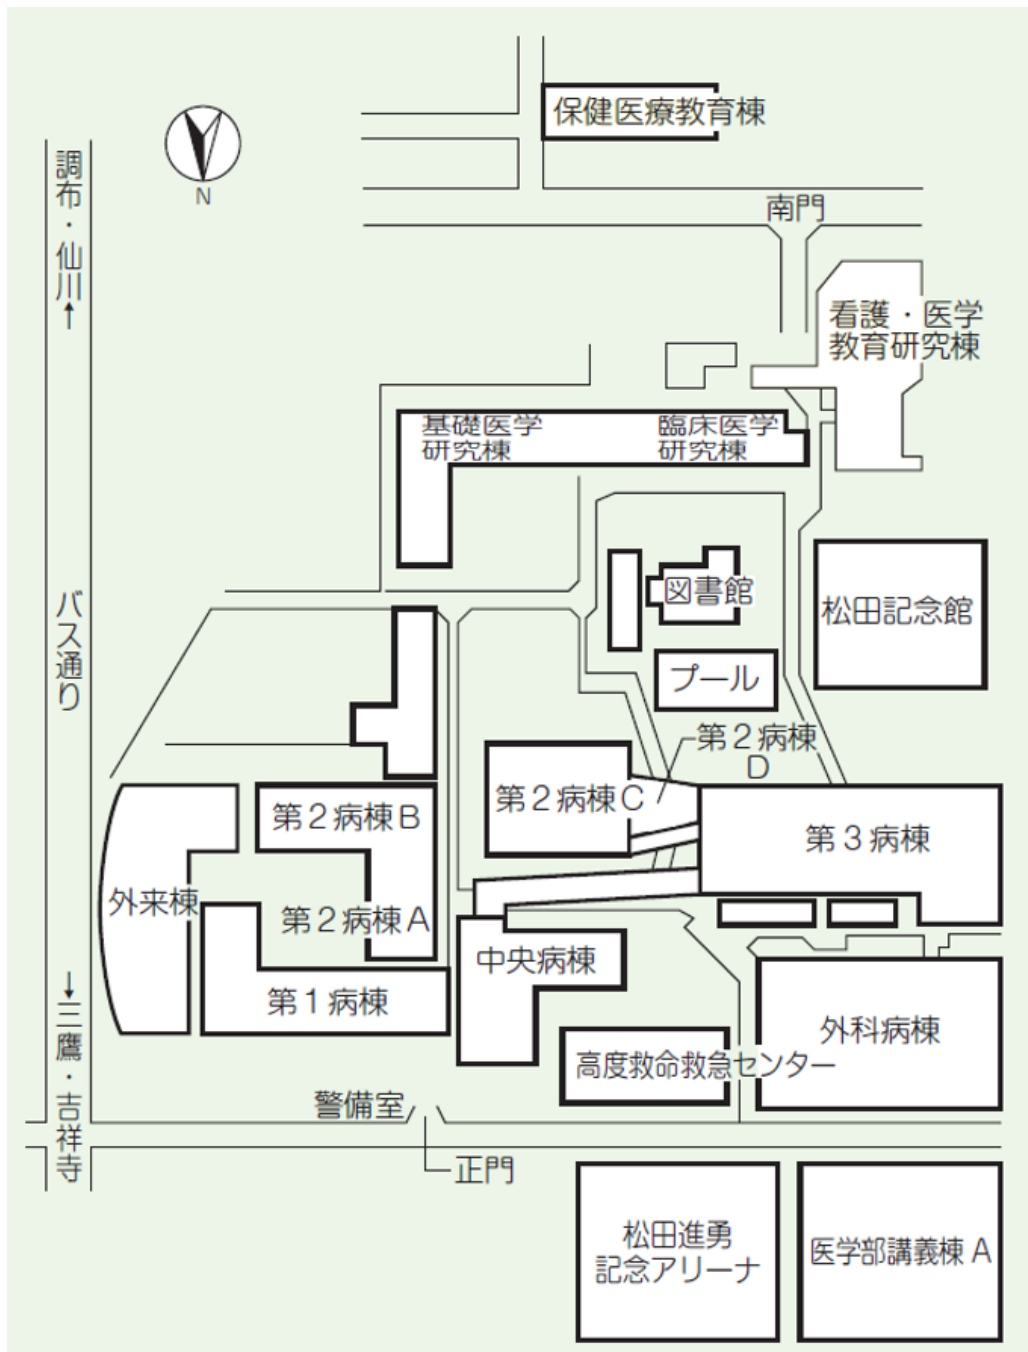 保健医療教育棟
N
調布・仙川↑
南門
看護・医学
教育研究棟
基礎医学
研究棟
臨床医学
研究棟
図書館
松田記念館
バス通り
プール
第２病棟
D
第２病棟C
第２病棟B
第３病棟
外来棟
第２病棟A
中央病棟
第１病棟
外科病棟
高度救命救急センター
↓三鷹・吉祥寺
警備室
正門
松田進勇
記念アリーナ
医学部講義棟A